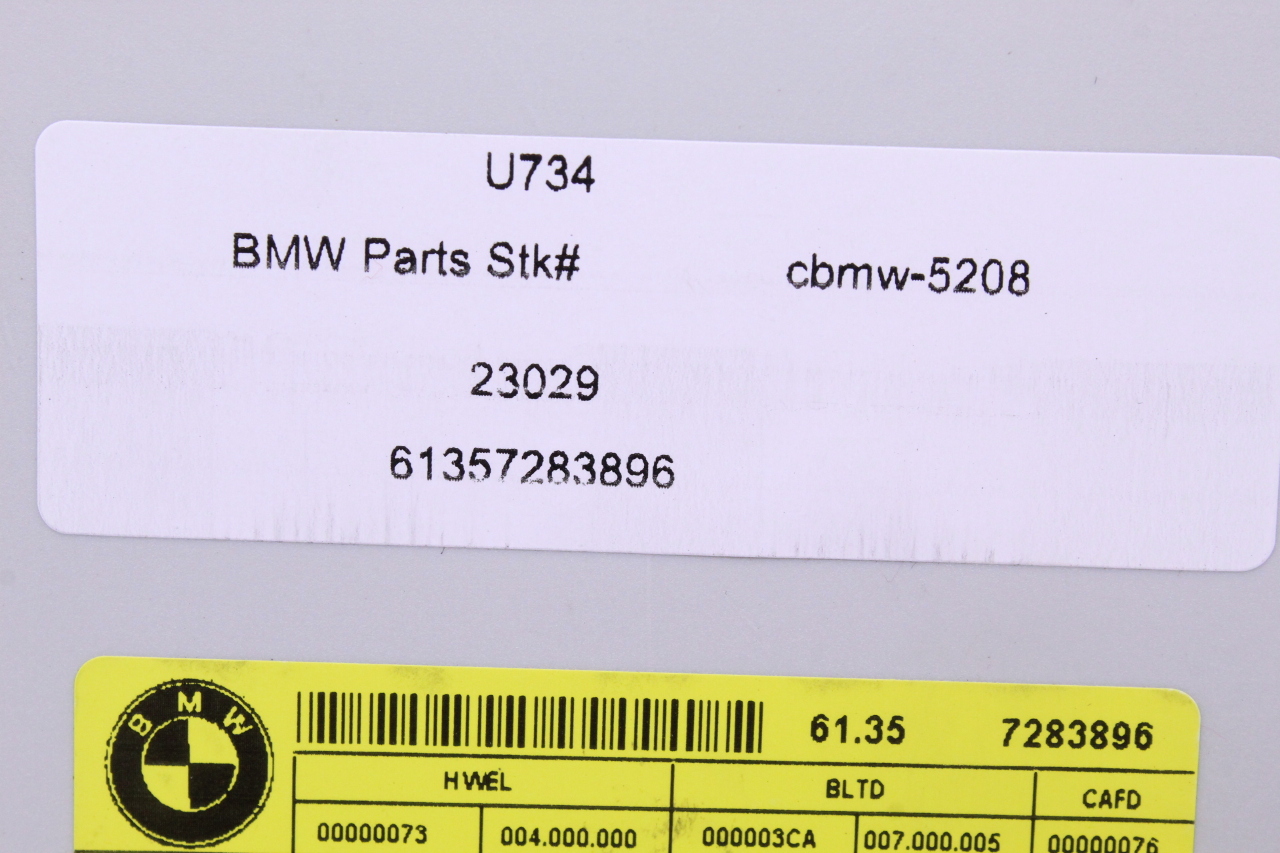 U734
BMW Parts Stk# cbmw-5208
23029
61357283896
BMW 61.35 7283896
HWEL BLTD CAFD
00000073 004.000.000 000003CA 007.000.005 00000076